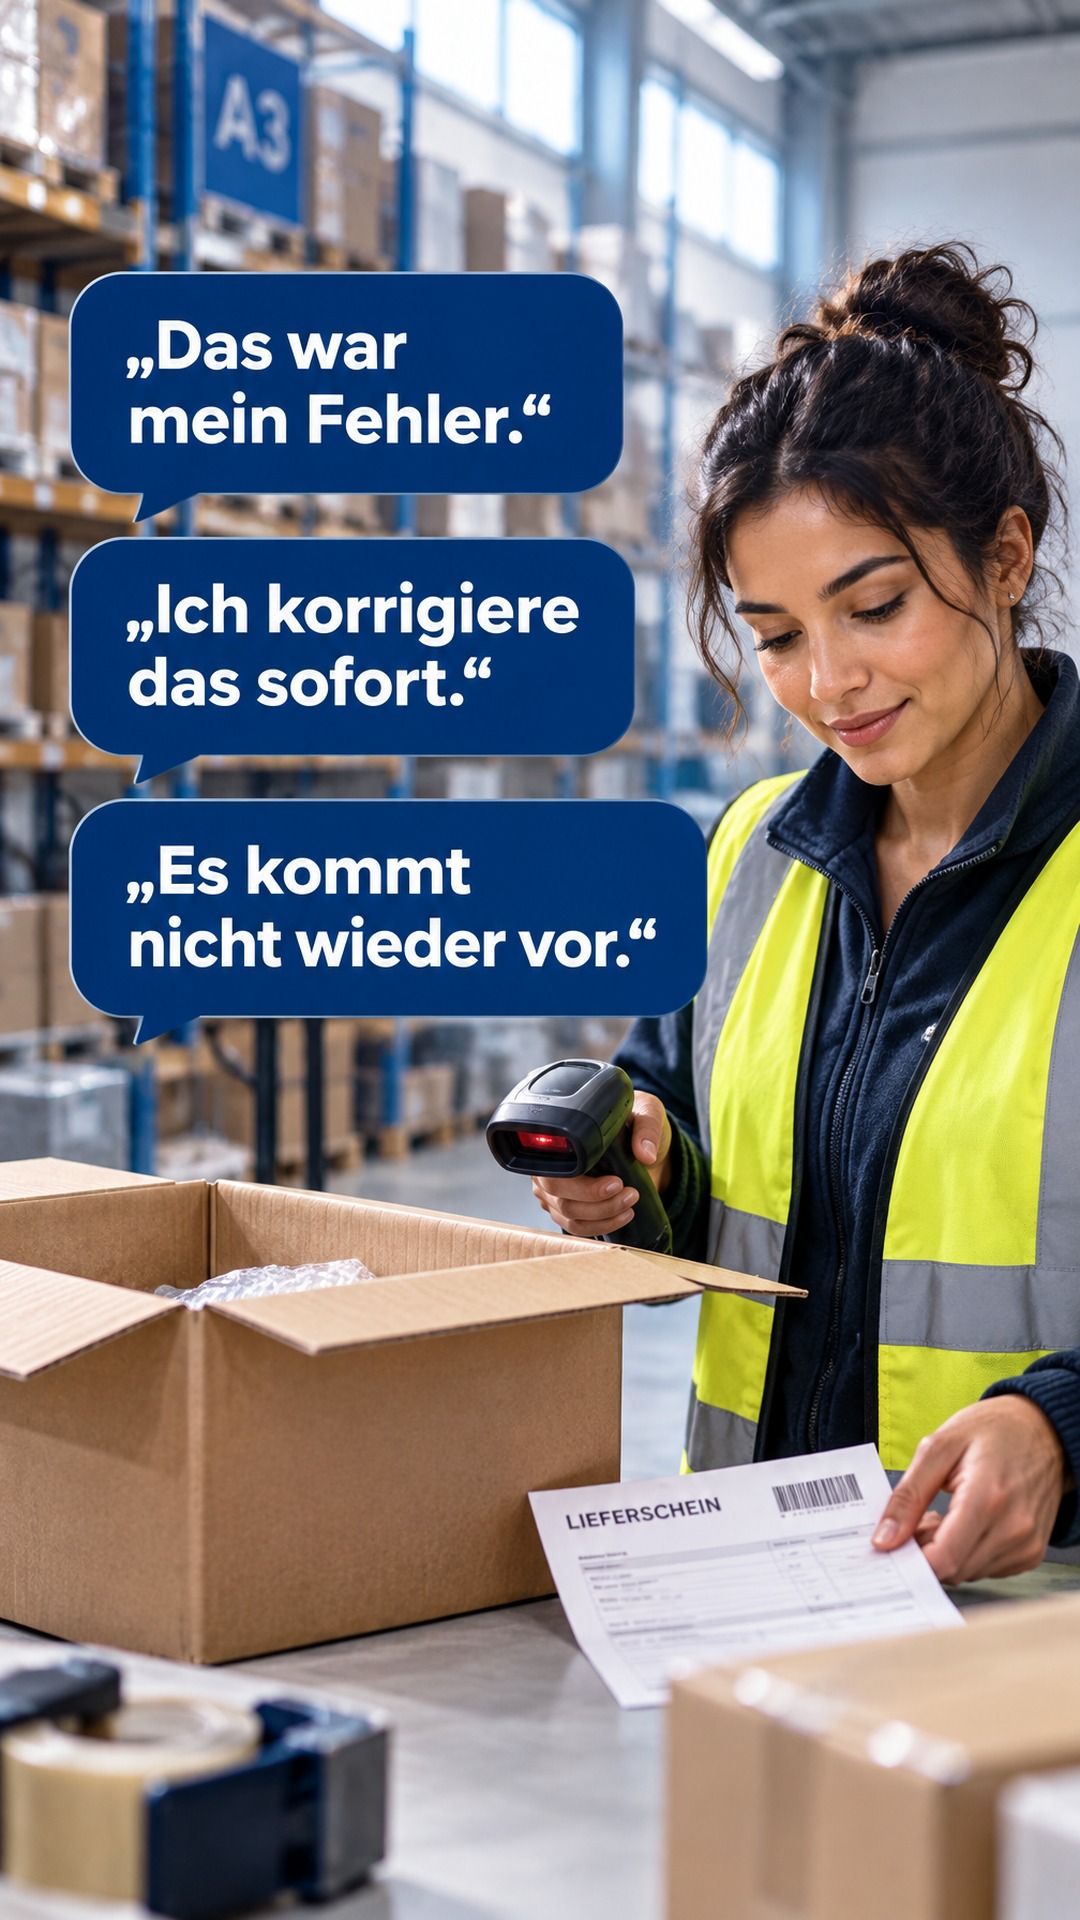 A3
„Das war
mein Fehler.“
„Ich korrigiere
das sofort.“
„Es kommt
nicht wieder vor.“
LIEFERSCHEIN